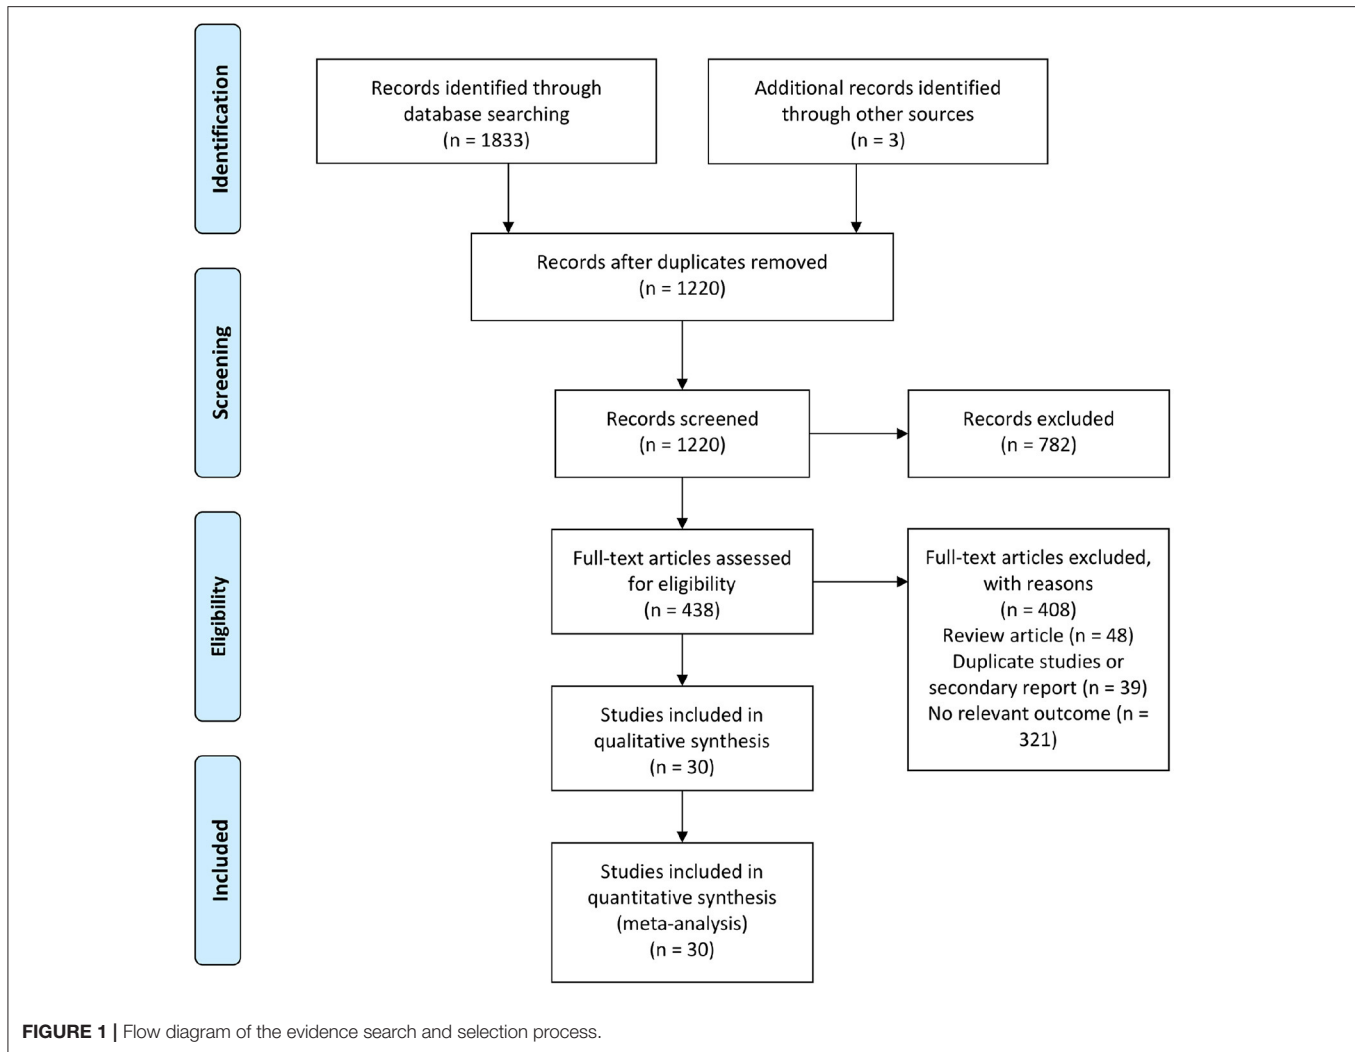 Identification
Records identified through
database searching
(n = 1833)
Additional records identified
through other sources
(n = 3)
Records after duplicates removed
(n = 1220)
Screening
Records screened
(n = 1220)
Records excluded
(n = 782)
Eligibility
Full-text articles assessed
for eligibility
(n = 438)
Full-text articles excluded,
with reasons
(n = 408)
Review article (n = 48)
Duplicate studies or
secondary report (n = 39)
No relevant outcome (n =
321)
Studies included in
qualitative synthesis
(n = 30)
Included
Studies included in
quantitative synthesis
(meta-analysis)
(n = 30)
FIGURE 1 | Flow diagram of the evidence search and selection process.